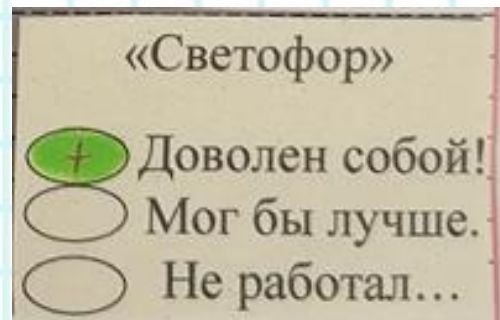 «Светофор»
+ Доволен собой!
Мог бы лучше.
Не работал...